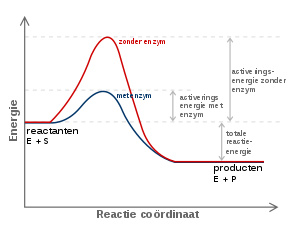 zonder enzym
met enzym
activerings-
energie zonder
enzym
activerings
energie met
enzym
reactanten
E + S
totale
reactie-
energie
producten
E + P
Energie
Reactie coördinaat